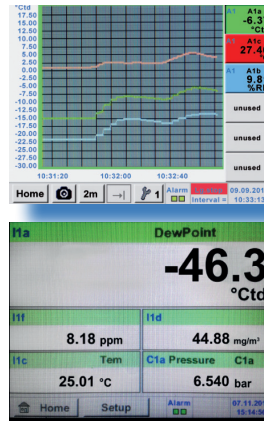 °Ctd
17.50
15.00
12.50
10.00
7.50
5.00
2.50
0.00
-2.50
-5.00
-7.50
-10.00
-12.50
-15.00
-17.50
-20.00
-22.50
-25.00
-27.50
-30.00
10:31:20 10:32:00 10:32:40
A1 A1a
-6.3
°Ct
A1 A1c
27.4
A1 A1b
9.8
%R
unused
unused
unused
Home 2m →| 1 Alarm
Interval =
09.09.201
10:33:13
I1a DewPoint
-46.3
°Ctd
I1f I1d
8.18 ppm 44.88 mg/m³
I1c Tem C1a Pressure C1a
25.01 °C 6.540 bar
Home Setup Alarm 07.11.20
15:14:5